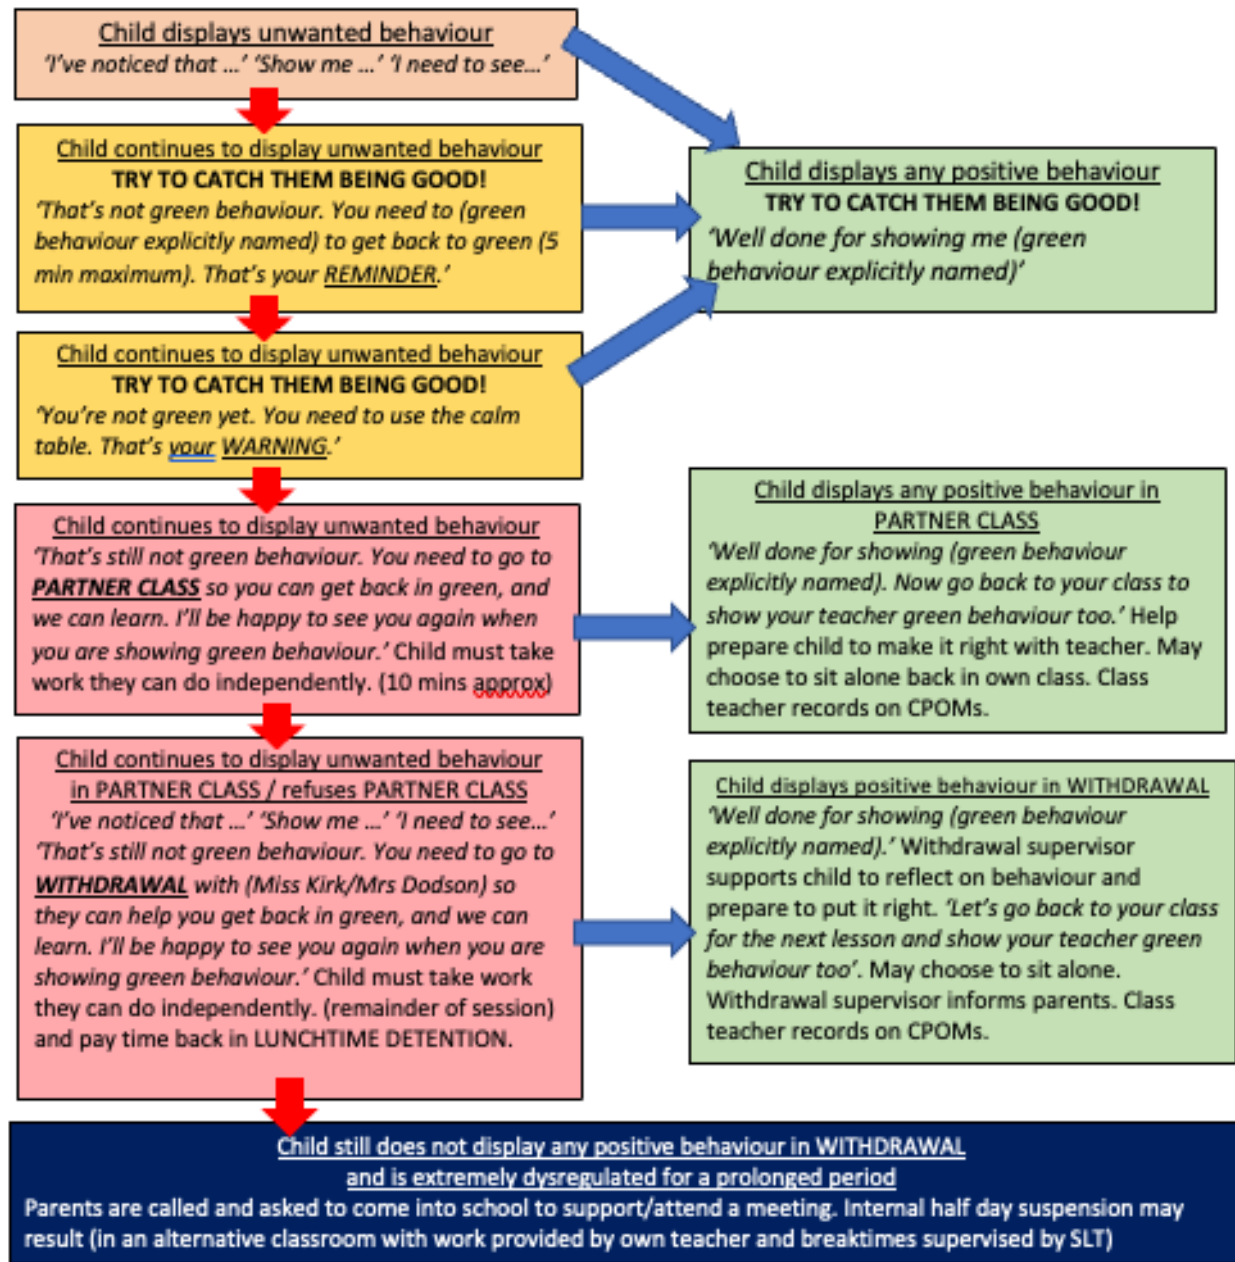 Child displays unwanted behaviour
‘I’ve noticed that …’ ‘Show me …’ ‘I need to see…’
Child continues to display unwanted behaviour
TRY TO CATCH THEM BEING GOOD!
‘That’s not green behaviour. You need to (green
behaviour explicitly named) to get back to green (5
min maximum). That’s your REMINDER.’
Child displays any positive behaviour
TRY TO CATCH THEM BEING GOOD!
‘Well done for showing me (green
behaviour explicitly named)’
Child continues to display unwanted behaviour
TRY TO CATCH THEM BEING GOOD!
‘You’re not green yet. You need to use the calm
table. That’s your WARNING.’
Child continues to display unwanted behaviour
‘That’s still not green behaviour. You need to go to
PARTNER CLASS so you can get back in green, and
we can learn. I’ll be happy to see you again when
you are showing green behaviour.’ Child must take
work they can do independently. (10 mins approx)
Child displays any positive behaviour in
PARTNER CLASS
‘Well done for showing (green behaviour
explicitly named). Now go back to your class to
show your teacher green behaviour too.’ Help
prepare child to make it right with teacher. May
choose to sit alone back in own class. Class
teacher records on CPOMs.
Child continues to display unwanted behaviour
in PARTNER CLASS / refuses PARTNER CLASS
‘I’ve noticed that …’ ‘Show me …’ ‘I need to see…’
‘That’s still not green behaviour. You need to go to
WITHDRAWAL with (Miss Kirk/Mrs Dodson) so
they can help you get back in green, and we can
learn. I’ll be happy to see you again when you are
showing green behaviour.’ Child must take work
they can do independently. (remainder of session)
and pay time back in LUNCHTIME DETENTION.
Child displays positive behaviour in WITHDRAWAL
‘Well done for showing (green behaviour
explicitly named).’ Withdrawal supervisor
supports child to reflect on behaviour and
prepare to put it right. ‘Let’s go back to your class
for the next lesson and show your teacher green
behaviour too’. May choose to sit alone.
Withdrawal supervisor informs parents. Class
teacher records on CPOMs.
Child still does not display any positive behaviour in WITHDRAWAL
and is extremely dysregulated for a prolonged period
Parents are called and asked to come into school to support/attend a meeting. Internal half day suspension may
result (in an alternative classroom with work provided by own teacher and breaktimes supervised by SLT)